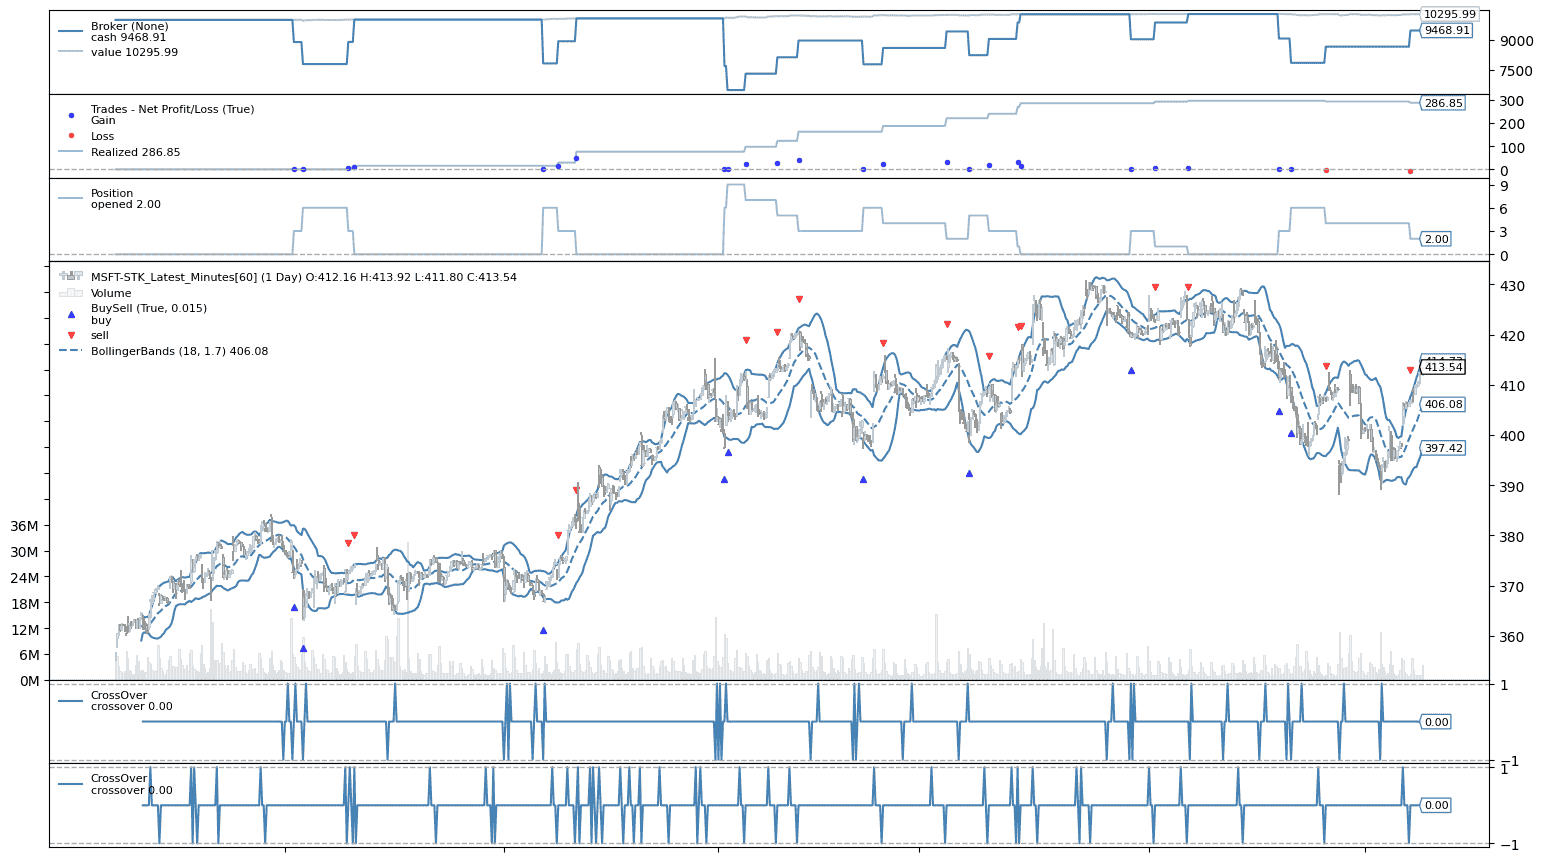 Broker (None)
cash 9468.91
value 10295.99
10295.99
9468.91
9000
7500
Trades - Net Profit/Loss (True)
Gain
Loss
Realized 286.85
300
286.85
200
100
0
Position
opened 2.00
9
6
3
2.00
0
MSFT-STK_Latest_Minutes[60] (1 Day) O:412.16 H:413.92 L:411.80 C:413.54
Volume
BuySell (True, 0.015)
buy
sell
BollingerBands (18, 1.7) 406.08
430
420
413.54
410
406.08
400
397.42
390
380
370
360
36M
30M
24M
18M
12M
6M
0M
CrossOver
crossover 0.00
1
0.00
−1
CrossOver
crossover 0.00
1
0.00
−1